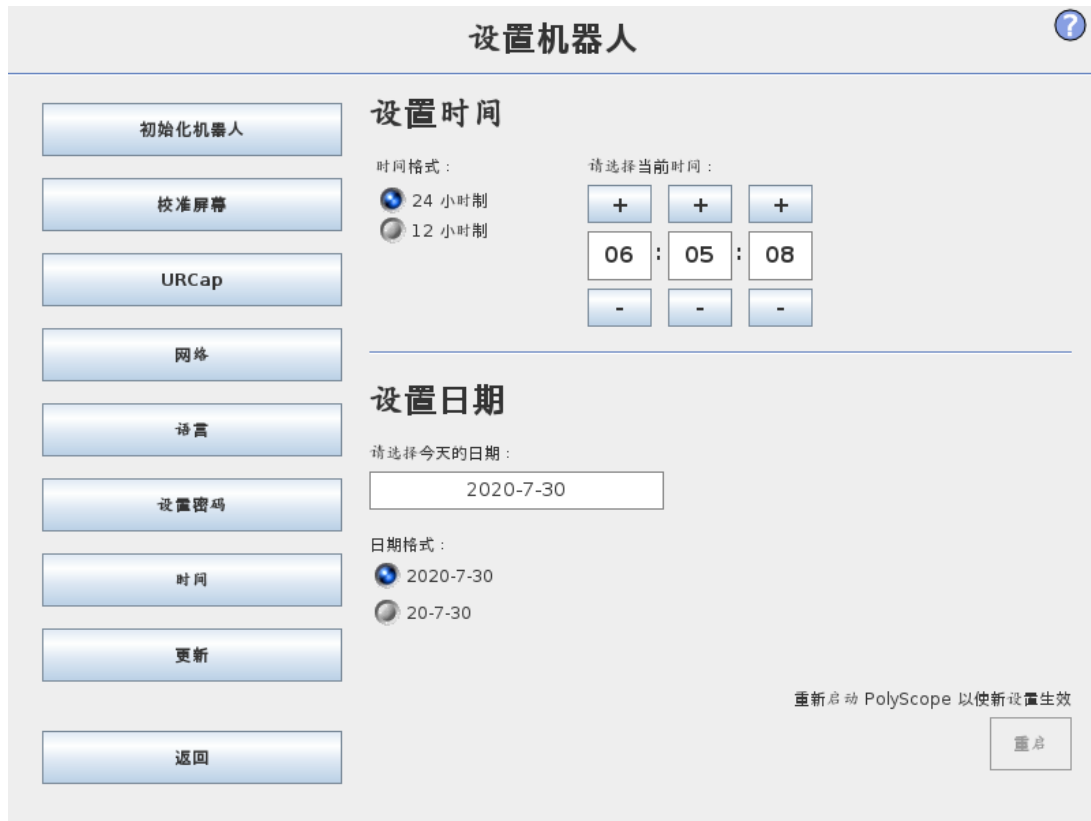 设置机器人
?
初始化机器人
校准屏幕
URCap
网络
语言
设置密码
时间
更新
返回
设置时间
时间格式：
24 小时制
12 小时制
请选择当前时间：
+ + +
06 : 05 : 08
- - -
设置日期
请选择今天的日期：
2020-7-30
日期格式：
2020-7-30
20-7-30
重新启动 PolyScope 以使新设置生效
重启